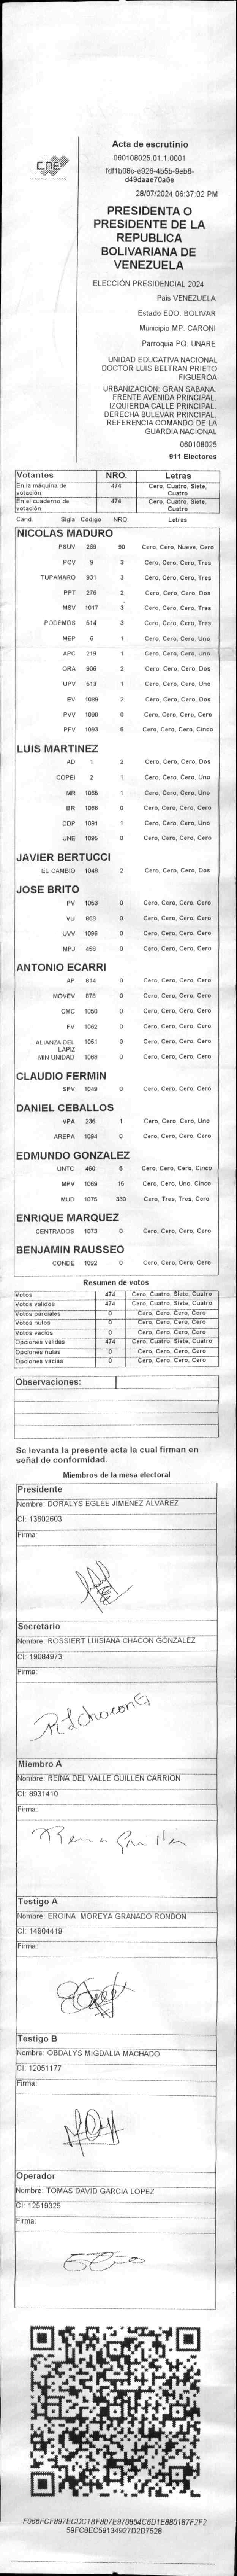 CNE
Acta de escrutinio
060108025.01.1.0001
fdf1b08c-e926-4b5b-9eb8-
d49daae70a6e
28/07/2024 06:37:02 PM
PRESIDENTA O
PRESIDENTE DE LA
REPUBLICA
BOLIVARIANA DE
VENEZUELA
ELECCIÓN PRESIDENCIAL 2024
Pais VENEZUELA
Estado EDO. BOLIVAR
Municipio MP. CARONI
Parroquia PQ. UNARE
UNIDAD EDUCATIVA NACIONAL
DOCTOR LUIS BELTRAN PRIETO
FIGUEROA
URBANIZACIÓN: GRAN SABANA.
FRENTE AVENIDA PRINCIPAL.
IZQUIERDA CALLE PRINCIPAL.
DERECHA BULEVAR PRINCIPAL.
REFERENCIA COMANDO DE LA
GUARDIA NACIONAL
060108025
911 Electores
Votantes NRO. Letras
En la máquina de votación 474 Cero, Cuatro, Siete, Cuatro
En el cuaderno de votación 474 Cero, Cuatro, Siete, Cuatro
Cand. Sigla Código NRO. Letras
NICOLAS MADURO
PSUV 269 90 Cero, Cero, Nueve, Cero
PCV 9 3 Cero, Cero, Cero, Tres
TUPAMARO 931 3 Cero, Cero, Cero, Tres
PPT 276 2 Cero, Cero, Cero, Dos
MSV 1017 3 Cero, Cero, Cero, Tres
PODEMOS 514 3 Cero, Cero, Cero, Tres
MEP 6 1 Cero, Cero, Cero, Uno
APC 219 1 Cero, Cero, Cero, Uno
ORA 906 2 Cero, Cero, Cero, Dos
UPV 513 1 Cero, Cero, Cero, Uno
EV 1089 2 Cero, Cero, Cero, Dos
PVV 1090 0 Cero, Cero, Cero, Cero
PFV 1093 5 Cero, Cero, Cero, Cinco
LUIS MARTINEZ
AD 1 2 Cero, Cero, Cero, Dos
COPEI 2 1 Cero, Cero, Cero, Uno
MR 1065 1 Cero, Cero, Cero, Uno
BR 1066 0 Cero, Cero, Cero, Cero
DDP 1091 1 Cero, Cero, Cero, Uno
UNE 1095 0 Cero, Cero, Cero, Cero
JAVIER BERTUCCI
EL CAMBIO 1048 2 Cero, Cero, Cero, Dos
JOSE BRITO
PV 1053 0 Cero, Cero, Cero, Cero
VU 868 0 Cero, Cero, Cero, Cero
UVV 1096 0 Cero, Cero, Cero, Cero
MPJ 458 0 Cero, Cero, Cero, Cero
ANTONIO ECARRI
AP 814 0 Cero, Cero, Cero, Cero
MOVEV 878 0 Cero, Cero, Cero, Cero
CMC 1050 0 Cero, Cero, Cero, Cero
FV 1062 0 Cero, Cero, Cero, Cero
ALIANZA DEL LAPIZ 1051 0 Cero, Cero, Cero, Cero
MIN UNIDAD 1068 0 Cero, Cero, Cero, Cero
CLAUDIO FERMIN
SPV 1049 0 Cero, Cero, Cero, Cero
DANIEL CEBALLOS
VPA 236 1 Cero, Cero, Cero, Uno
AREPA 1094 0 Cero, Cero, Cero, Cero
EDMUNDO GONZALEZ
UNTC 460 5 Cero, Cero, Cero, Cinco
MPV 1069 15 Cero, Cero, Uno, Cinco
MUD 1075 330 Cero, Tres, Tres, Cero
ENRIQUE MARQUEZ
CENTRADOS 1073 0 Cero, Cero, Cero, Cero
BENJAMIN RAUSSEO
CONDE 1092 0 Cero, Cero, Cero, Cero
Resumen de votos
Votos 474 Cero, Cuatro, Siete, Cuatro
Votos validos 474 Cero, Cuatro, Siete, Cuatro
Votos parciales 0 Cero, Cero, Cero, Cero
Votos nulos 0 Cero, Cero, Cero, Cero
Votos vacios 0 Cero, Cero, Cero, Cero
Opciones validas 474 Cero, Cuatro, Siete, Cuatro
Opciones nulas 0 Cero, Cero, Cero, Cero
Opciones vacias 0 Cero, Cero, Cero, Cero
Observaciones:
Se levanta la presente acta la cual firman en
señal de conformidad.
Miembros de la mesa electoral
Presidente
Nombre: DORALYS EGLEE JIMENEZ ALVAREZ
CI: 13602603
Firma:
Secretario
Nombre: ROSSIERT LUISIANA CHACON GONZALEZ
CI: 19084973
Firma:
RLchaconG
Miembro A
Nombre: REINA DEL VALLE GUILLEN CARRION
CI: 8931410
Firma:
Testigo A
Nombre: EROINA MOREYA GRANADO RONDON
CI: 14904419
Firma:
Testigo B
Nombre: OBDALYS MIGDALIA MACHADO
CI: 12051177
Firma:
Operador
Nombre: TOMAS DAVID GARCIA LOPEZ
CI: 12519325
Firma:
F066FCF897ECDC1BF807E970854C6D1E880187F2F2
59FC8EC59134927D2D7528